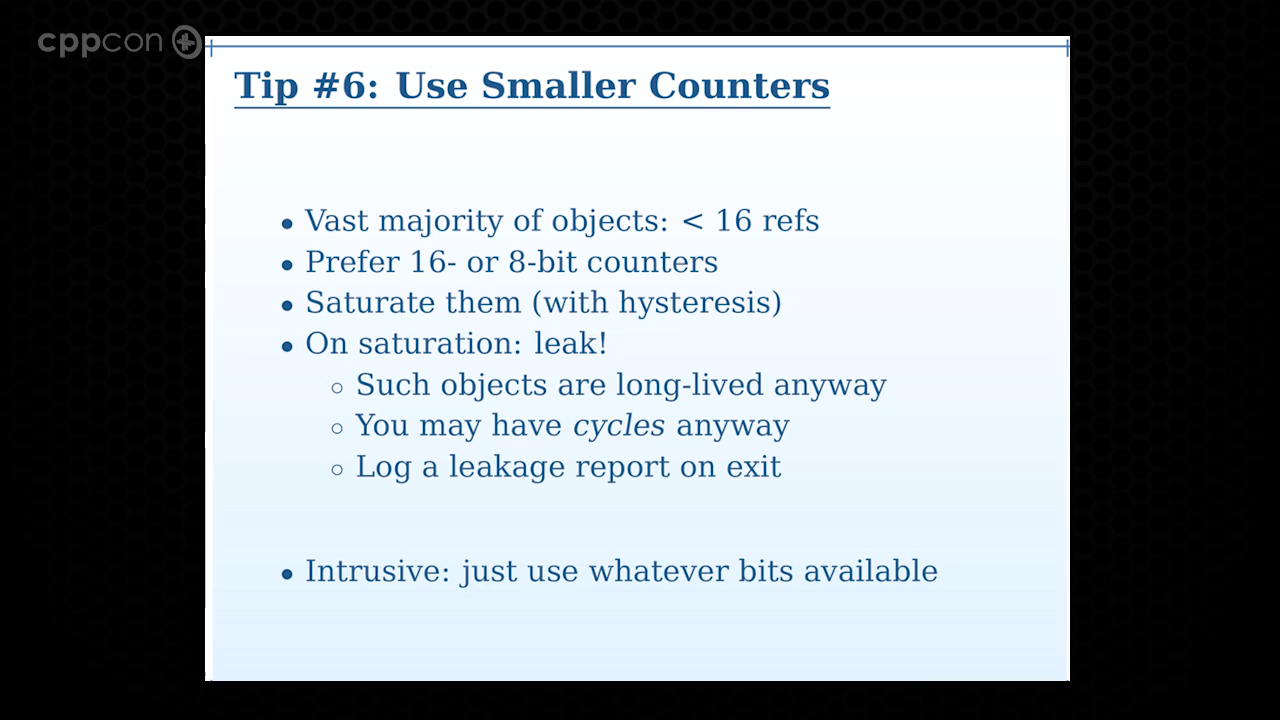 cppcon
Tip #6: Use Smaller Counters
• Vast majority of objects: < 16 refs
• Prefer 16- or 8-bit counters
• Saturate them (with hysteresis)
• On saturation: leak!
○ Such objects are long-lived anyway
○ You may have cycles anyway
○ Log a leakage report on exit
• Intrusive: just use whatever bits available